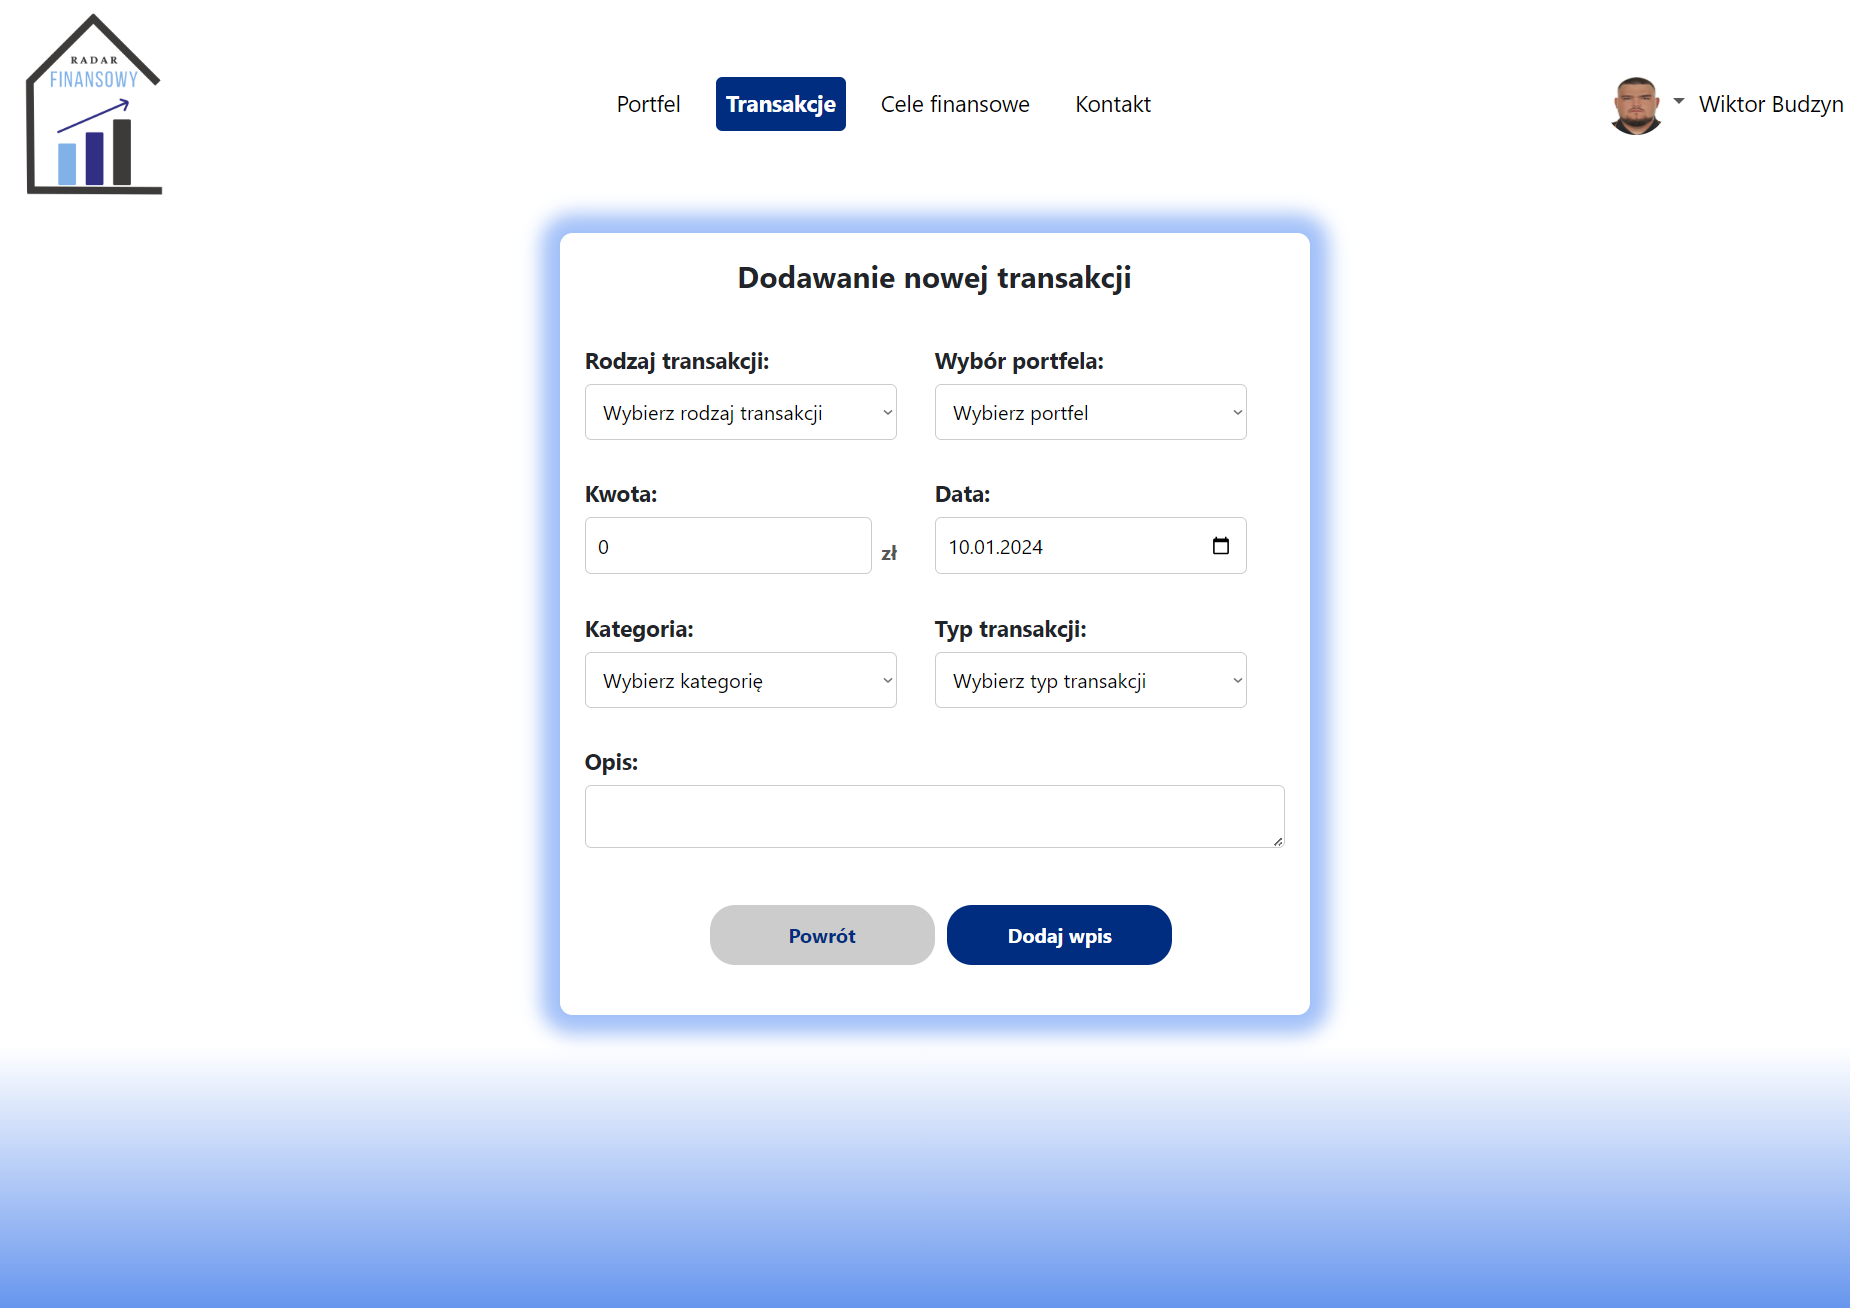 RADAR
FINANSOWY
Portfel
Transakcje
Cele finansowe
Kontakt
Wiktor Budzyn
Dodawanie nowej transakcji
Rodzaj transakcji:
Wybór portfela:
Wybierz rodzaj transakcji
Wybierz portfel
Kwota:
Data:
0
zł
10.01.2024
Kategoria:
Typ transakcji:
Wybierz kategorię
Wybierz typ transakcji
Opis:
Powrót
Dodaj wpis